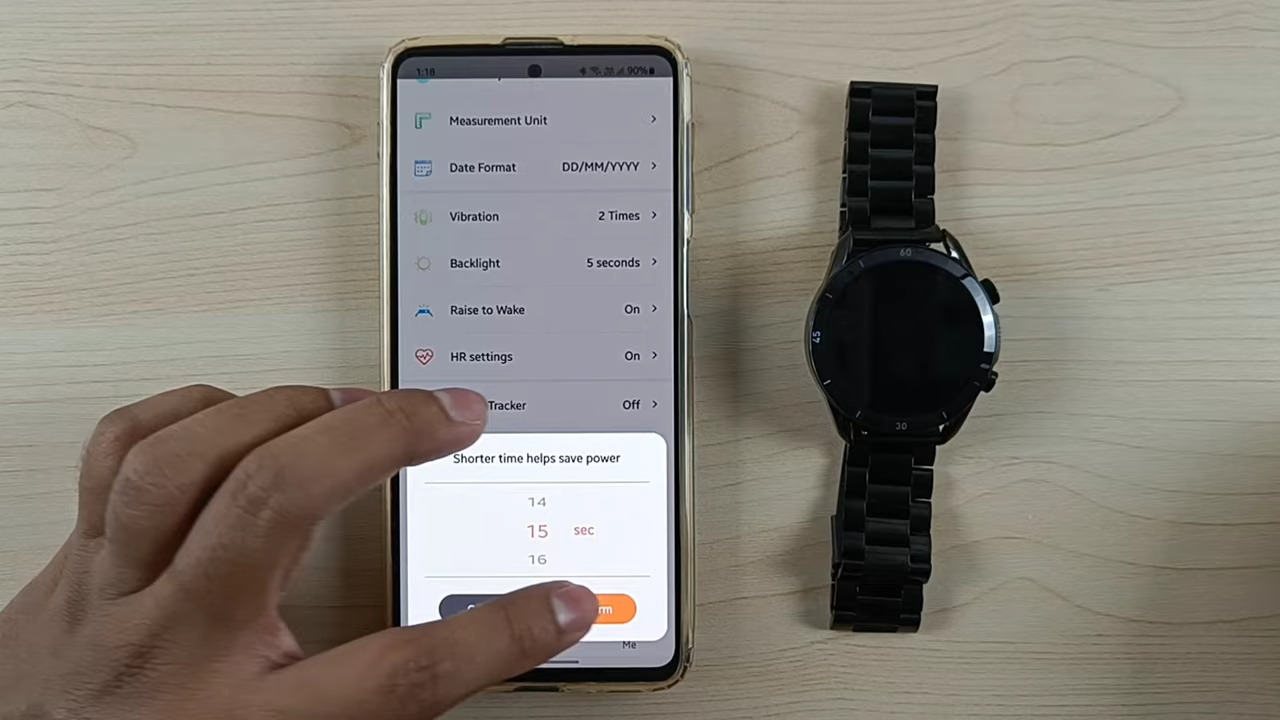 1:18
90%
Measurement Unit
Date Format DD/MM/YYYY
Vibration 2 Times
Backlight 5 seconds
Raise to Wake On
HR settings On
Tracker Off
Shorter time helps save power
14
15 sec
16
Me
60
45
30